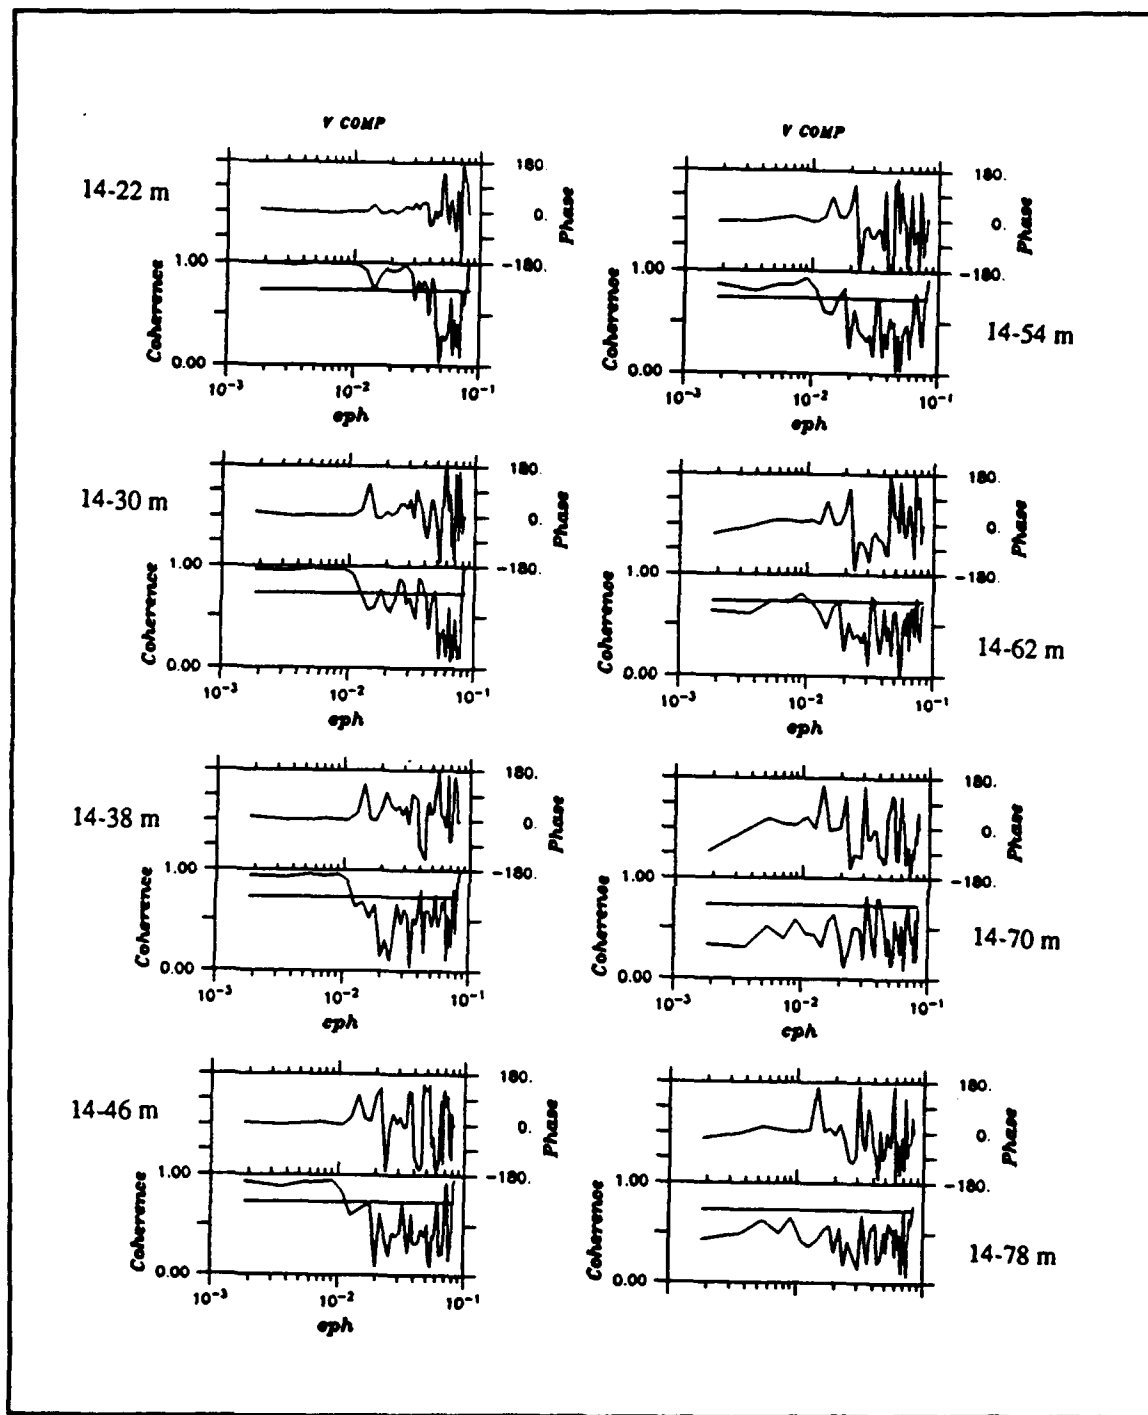 V COMP
14-22 m
180.
0.
-180.
Phase
1.00
0.00
Coherence
10⁻³ 10⁻² 10⁻¹
cph
14-30 m
180.
0.
-180.
Phase
1.00
0.00
Coherence
10⁻³ 10⁻² 10⁻¹
cph
14-38 m
180.
0.
-180.
Phase
1.00
0.00
Coherence
10⁻³ 10⁻² 10⁻¹
cph
14-46 m
180.
0.
-180.
Phase
1.00
0.00
Coherence
10⁻³ 10⁻² 10⁻¹
cph
V COMP
180.
0.
-180.
Phase
1.00
0.00
Coherence
14-54 m
10⁻³ 10⁻² 10⁻¹
cph
180.
0.
-180.
Phase
1.00
0.00
Coherence
14-62 m
10⁻³ 10⁻² 10⁻¹
cph
180.
0.
-180.
Phase
1.00
0.00
Coherence
14-70 m
10⁻³ 10⁻² 10⁻¹
cph
180.
0.
-180.
Phase
1.00
0.00
Coherence
14-78 m